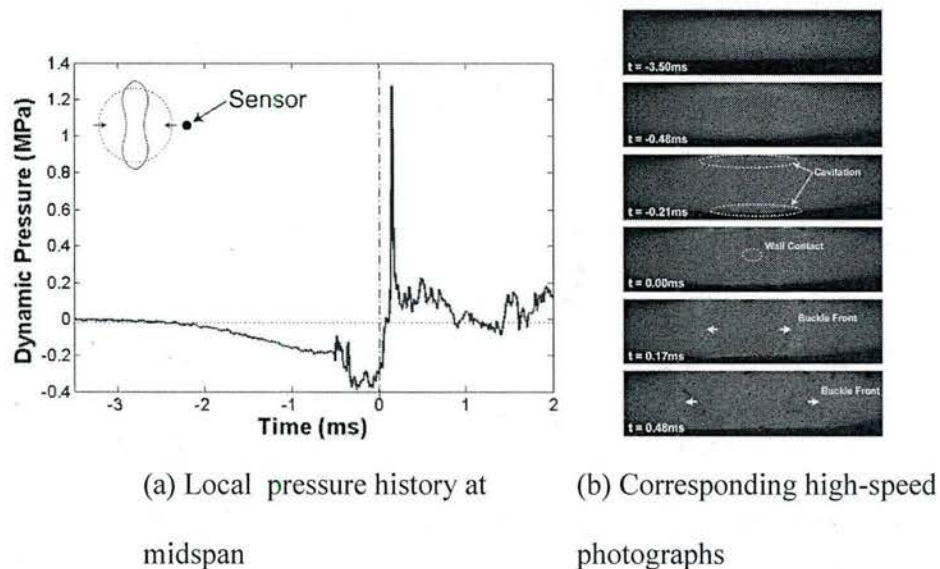 1.4
1.2
1
0.8
0.6
0.4
0.2
0
-0.2
-0.4
Dynamic Pressure (MPa)
Sensor
-3
-2
-1
0
1
2
Time (ms)
t = -3.50ms
t = -0.48ms
Cavitation
t = -0.21ms
Wall Contact
t = 0.00ms
Buckle Front
t = 0.17ms
Buckle Front
t = 0.48ms
(a) Local pressure history at
midspan
(b) Corresponding high-speed
photographs